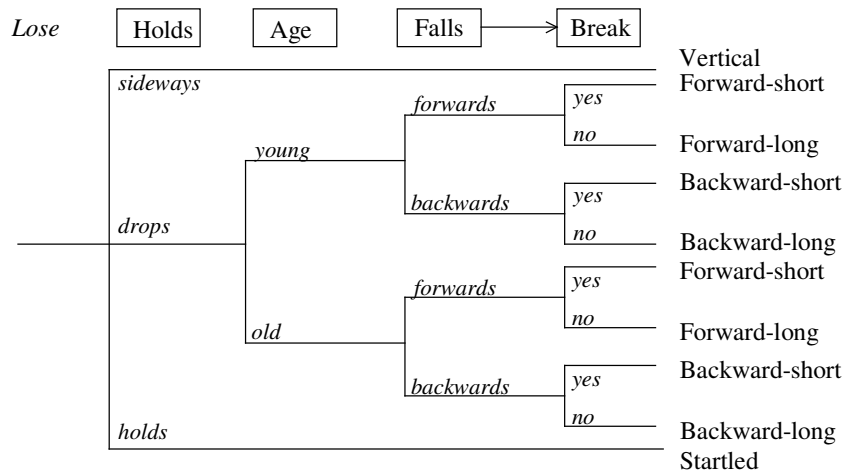 Lose Holds Age Falls Break
Vertical
sideways
Forward-short
forwards
yes
no
young
Forward-long
Backward-short
backwards
yes
drops
no
Backward-long
Forward-short
forwards
yes
no
old
Forward-long
Backward-short
backwards
yes
no
holds
Backward-long
Startled